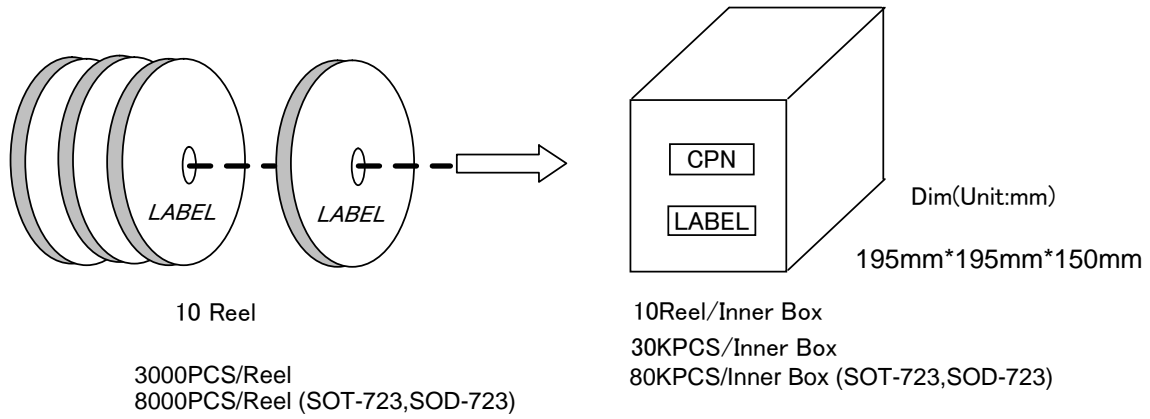 LABEL
LABEL
CPN
LABEL
Dim(Unit:mm)
195mm*195mm*150mm
10 Reel
3000PCS/Reel
8000PCS/Reel (SOT-723,SOD-723)
10Reel/Inner Box
30KPCS/Inner Box
80KPCS/Inner Box (SOT-723,SOD-723)